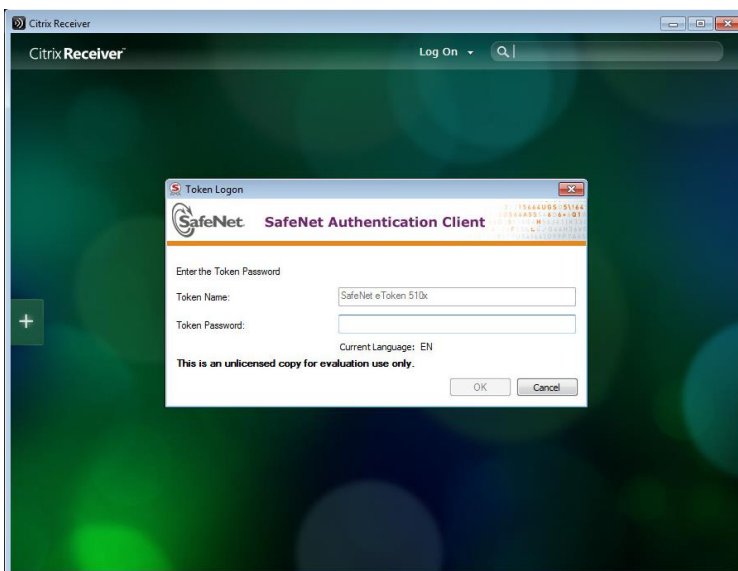 Citrix Receiver
Citrix Receiver™
Log On
Token Logon
SafeNet.
SafeNet Authentication Client
Enter the Token Password
Token Name:
SafeNet eToken 510x
Token Password:
Current Language: EN
This is an unlicensed copy for evaluation use only.
OK
Cancel